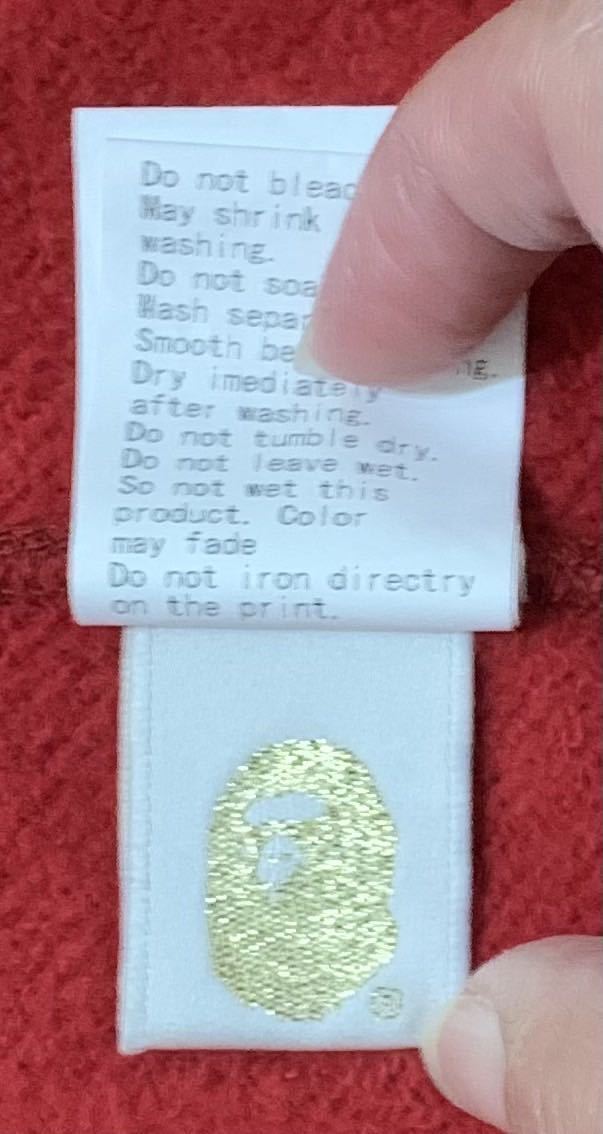 Do not bleac
May shrink
washing.
Do not soa
Wash separ
Smooth be ng.
Dry imediately
after washing.
Do not tumble dry.
Do not leave wet.
So not wet this
product. Color
may fade
Do not iron directry
on the print.
®